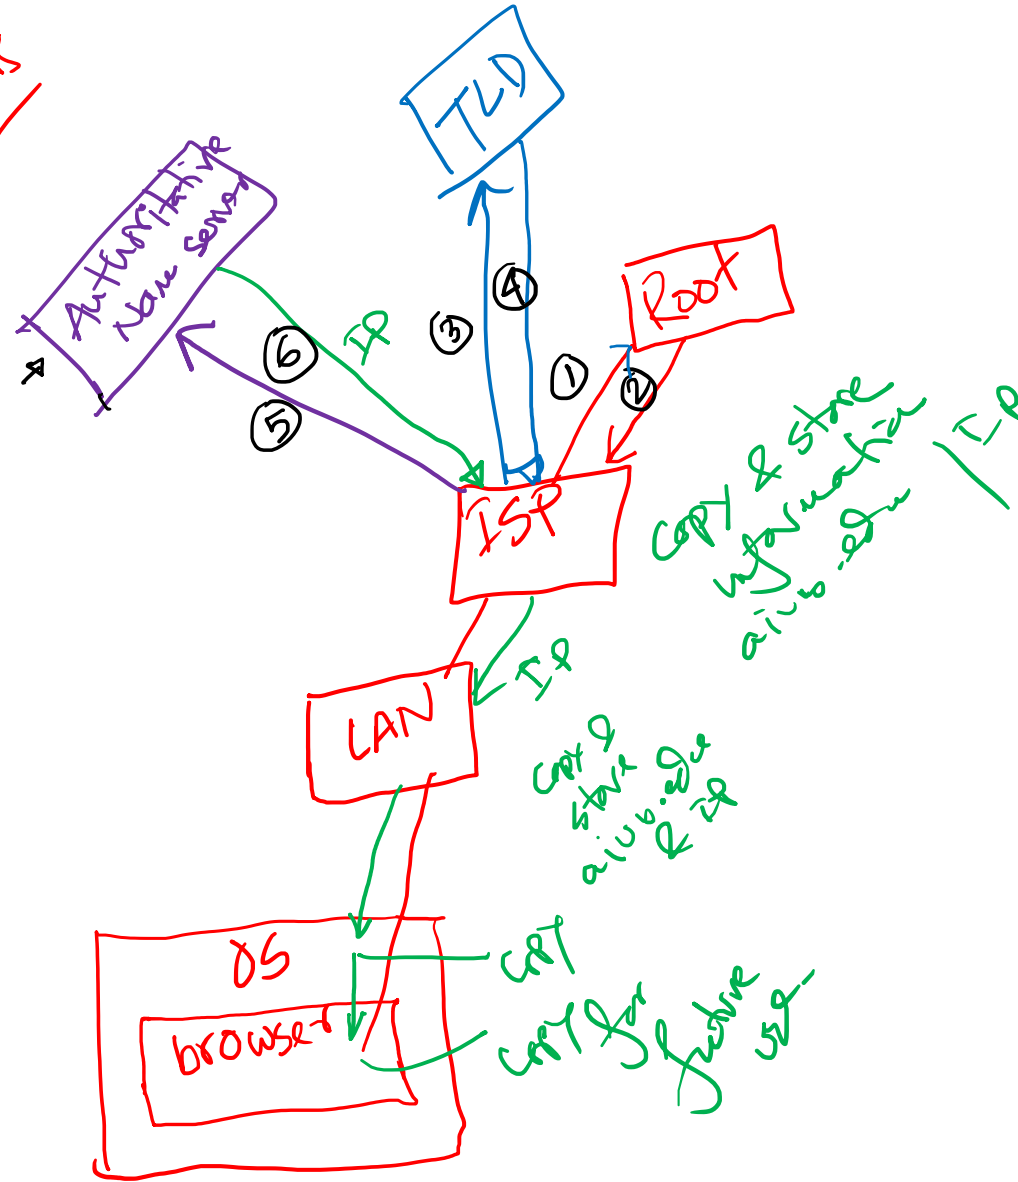 TLD
Authoritative
Name Server
Root
④
③
①
②
⑥
IP
⑤
ISP
copy & store
information
aiub.edu
IP
IP
LAN
copy &
store
aiub.edu
& IP
OS
copy
browser
copy for
future
use